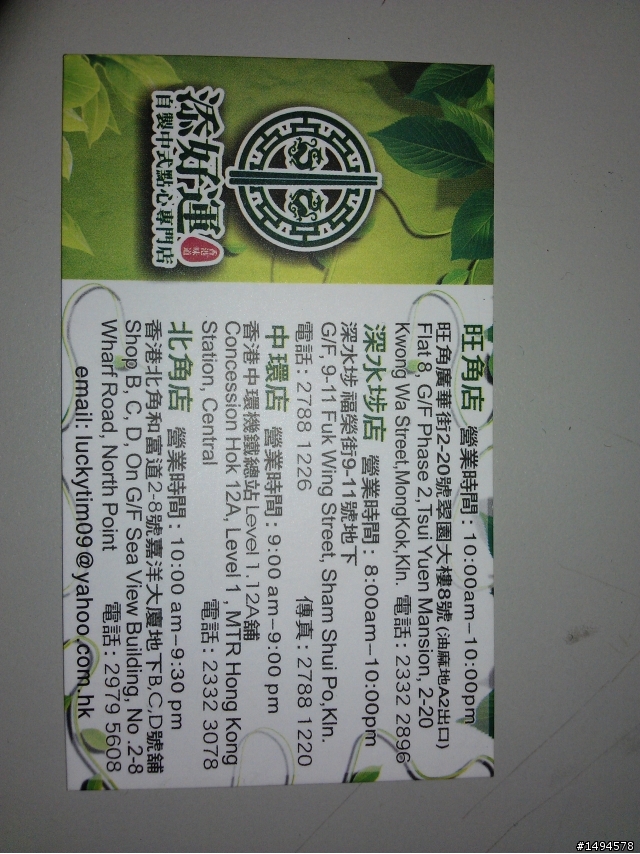 添好運
香港
味道
自製中式點心專門店
旺角店 營業時間 : 10:00am–10:00pm
旺角廣華街2-20號翠園大樓8號 (油麻地A2出口)
Flat 8, G/F Phase 2,Tsui Yuen Mansion, 2-20
Kwong Wa Street,MongKok,Kln. 電話 : 2332 2896
深水埗店 營業時間 : 8:00am–10:00pm
深水埗 福榮街9-11號地下
G/F, 9-11 Fuk Wing Street, Sham Shui Po,Kln.
電話 : 2788 1226 傳真 : 2788 1220
中環店 營業時間 : 9:00 am–9:00 pm
香港中環機鐵總站 Level 1.12A舖
Concession Hok 12A, Level 1 , MTR Hong Kong
Station, Central 電話 : 2332 3078
北角店 營業時間 : 10:00 am–9:30 pm
香港北角和富道2-8號嘉洋大廈地下B,C,D號舖
Shop B, C, D, On G/F Sea View Building, No .2-8
Wharf Road, North Point 電話 : 2979 5608
email: luckytim09@yahoo.com.hk
#1494578